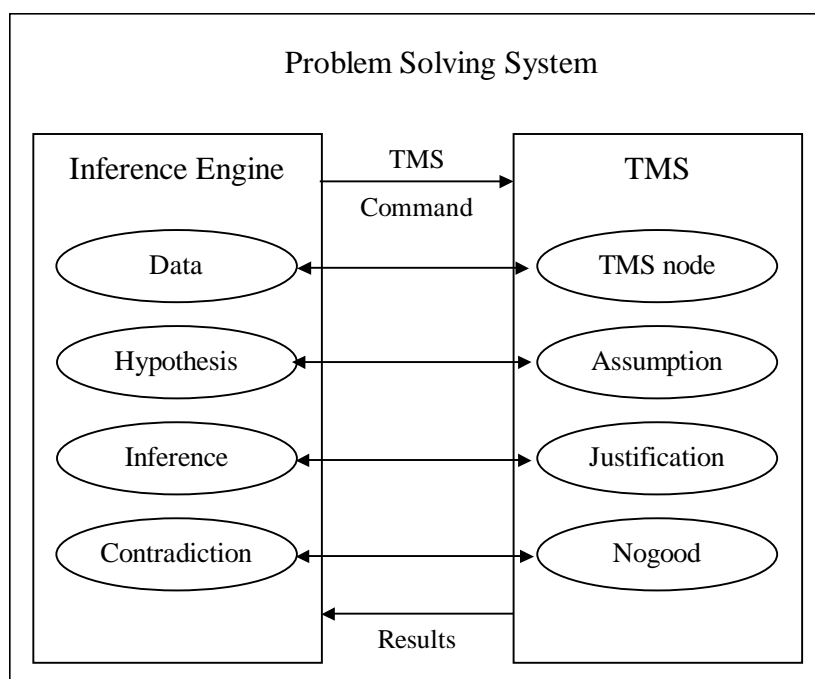 Problem Solving System
Inference Engine
TMS
Command
TMS
Data
TMS node
Hypothesis
Assumption
Inference
Justification
Contradiction
Nogood
Results